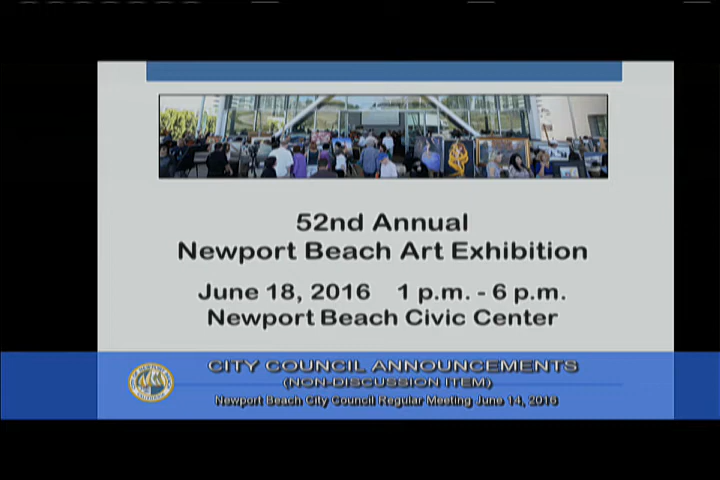 52nd Annual
Newport Beach Art Exhibition
June 18, 2016 1 p.m. - 6 p.m.
Newport Beach Civic Center
CITY COUNCIL ANNOUNCEMENTS
(NON-DISCUSSION ITEM)
Newport Beach City Council Regular Meeting June 14, 2016